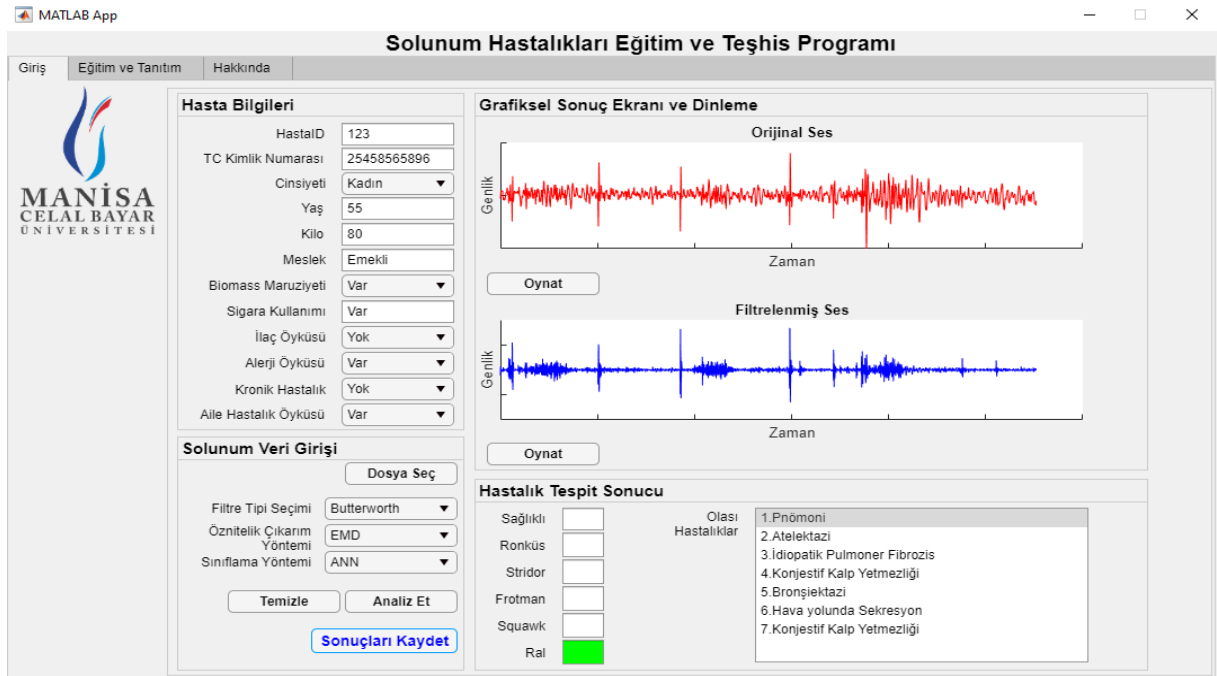 MATLAB App
Solunum Hastalıkları Eğitim ve Teşhis Programı
Giriş
Eğitim ve Tanıtım
Hakkında
MANİSA
CELAL BAYAR
ÜNİVERSİTESİ
Hasta Bilgileri
HastaID 123
TC Kimlik Numarası 25458565896
Cinsiyeti Kadın
Yaş 55
Kilo 80
Meslek Emekli
Biomass Maruziyeti Var
Sigara Kullanımı Var
İlaç Öyküsü Yok
Alerji Öyküsü Var
Kronik Hastalık Yok
Aile Hastalık Öyküsü Var
Solunum Veri Girişi
Dosya Seç
Filtre Tipi Seçimi Butterworth
Öznitelik Çıkarım
Yöntemi EMD
Sınıflama Yöntemi ANN
Temizle
Analiz Et
Sonuçları Kaydet
Grafiksel Sonuç Ekranı ve Dinleme
Orijinal Ses
Genlik
Zaman
Oynat
Filtrelenmiş Ses
Genlik
Zaman
Oynat
Hastalık Tespit Sonucu
Sağlıklı
Ronküs
Stridor
Frotman
Squawk
Ral
Olası
Hastalıklar
1.Pnömoni
2.Atelektazi
3.İdiopatik Pulmoner Fibrozis
4.Konjestif Kalp Yetmezliği
5.Bronşiektazi
6.Hava yolunda Sekresyon
7.Konjestif Kalp Yetmezliği